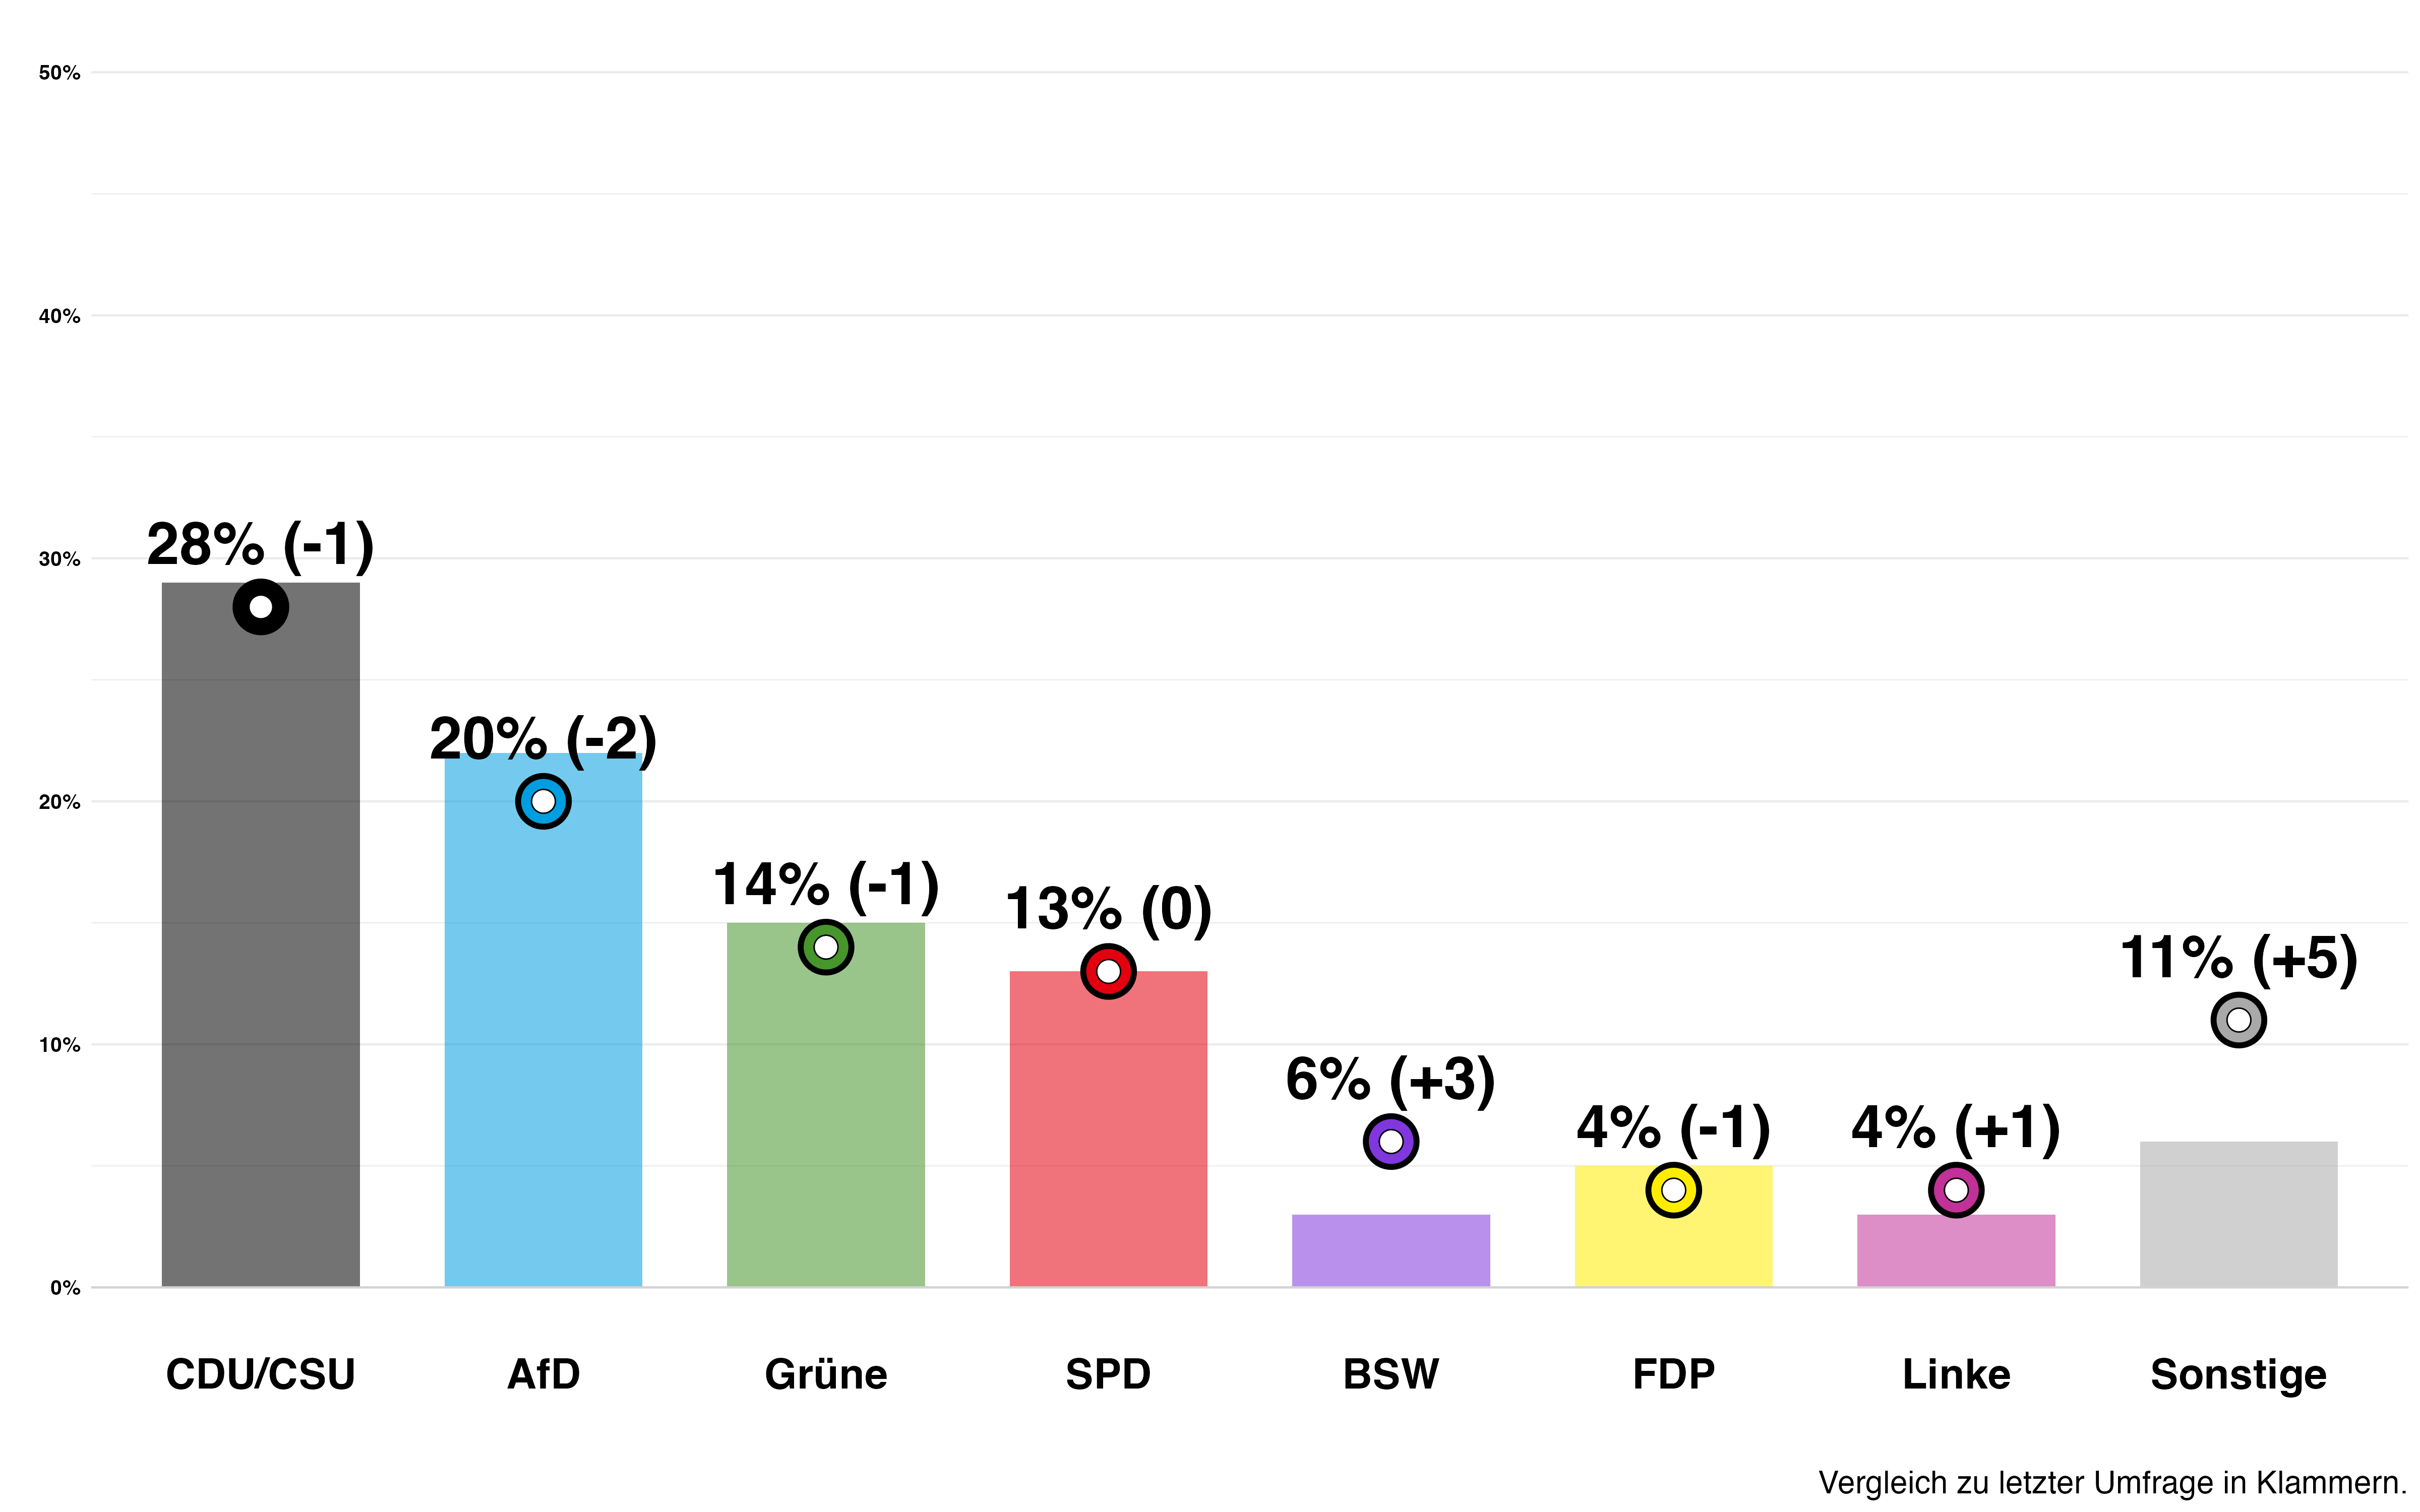 50%
40%
30%
20%
10%
0%
28% (-1)
20% (-2)
14% (-1)
13% (0)
6% (+3)
4% (-1)
4% (+1)
11% (+5)
CDU/CSU
AfD
Grüne
SPD
BSW
FDP
Linke
Sonstige
Vergleich zu letzter Umfrage in Klammern.